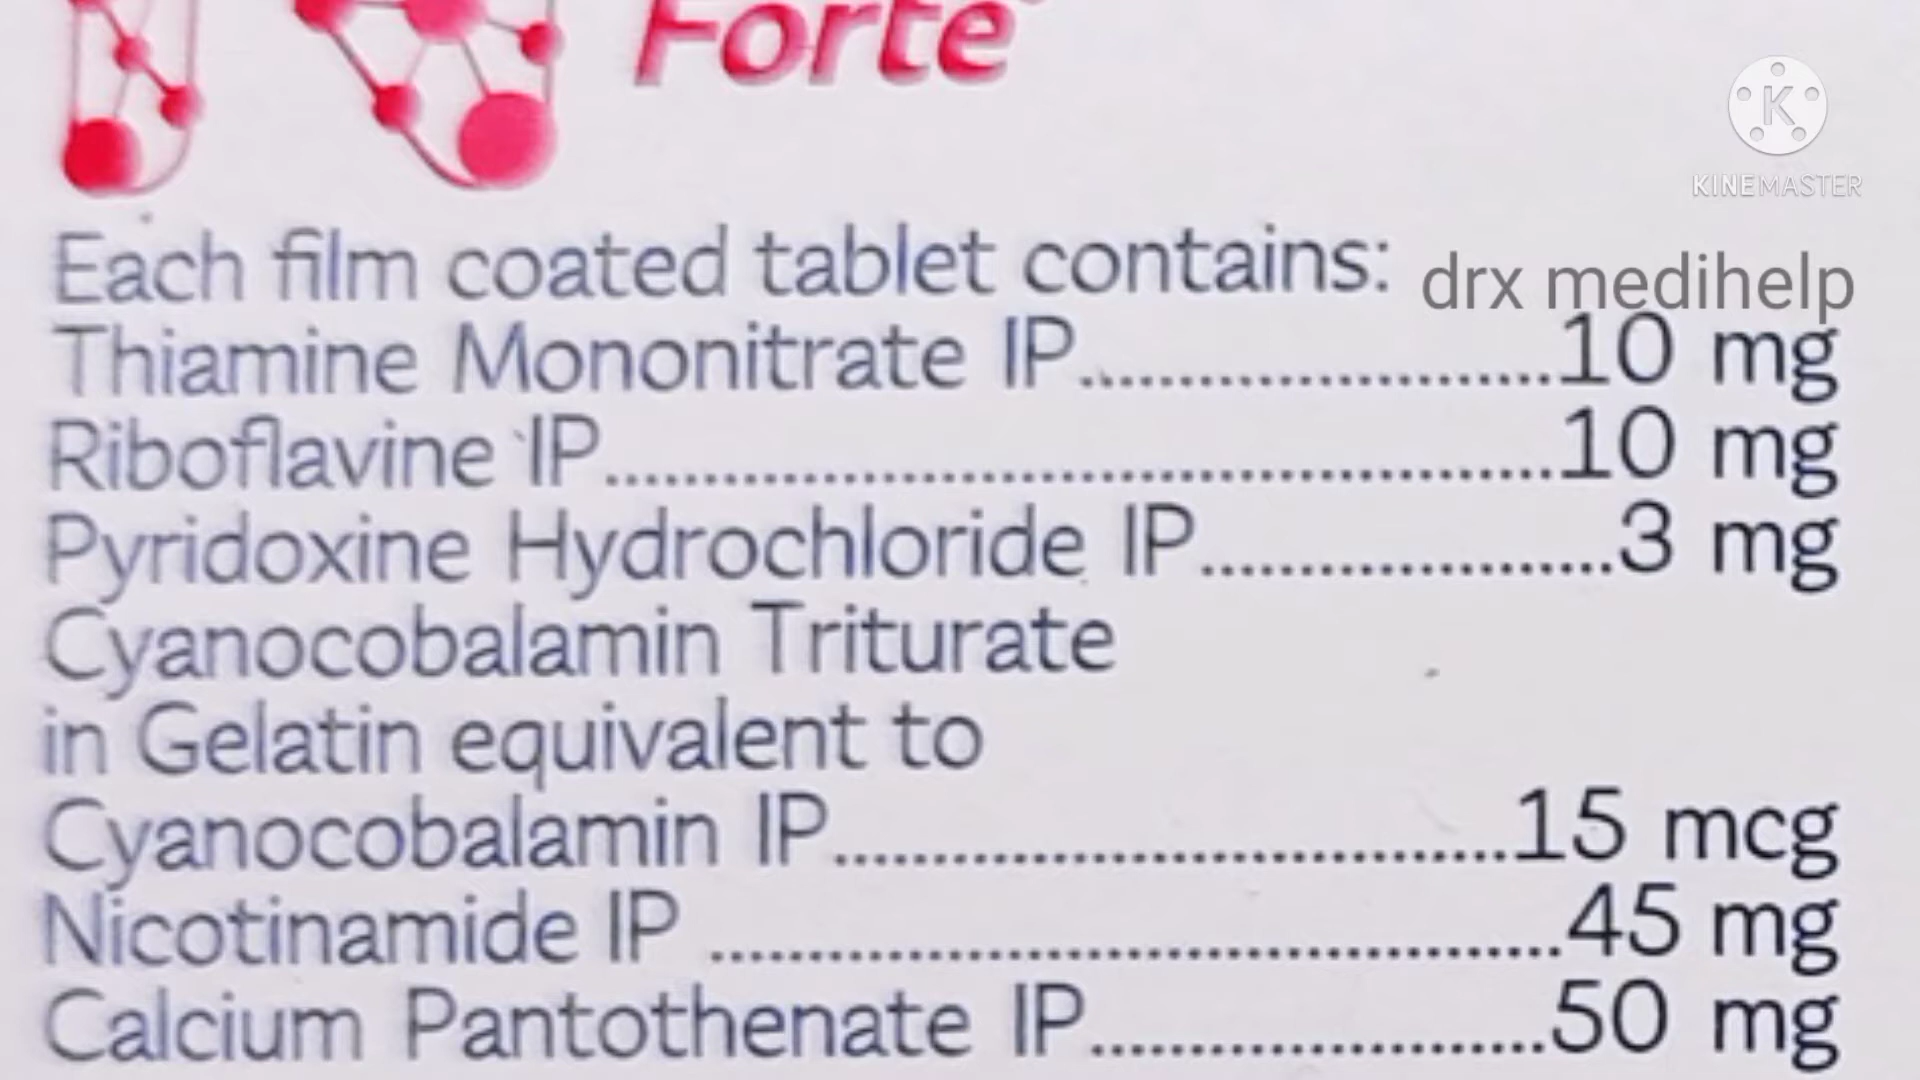 Forte
KINEMASTER
Each film coated tablet contains:
drx medihelp
Thiamine Mononitrate IP..............................10 mg
Riboflavine IP..........................................................10 mg
Pyridoxine Hydrochloride IP.........................3 mg
Cyanocobalamin Triturate
in Gelatin equivalent to
Cyanocobalamin IP..........................................15 mcg
Nicotinamide IP ....................................................45 mg
Calcium Pantothenate IP............................50 mg